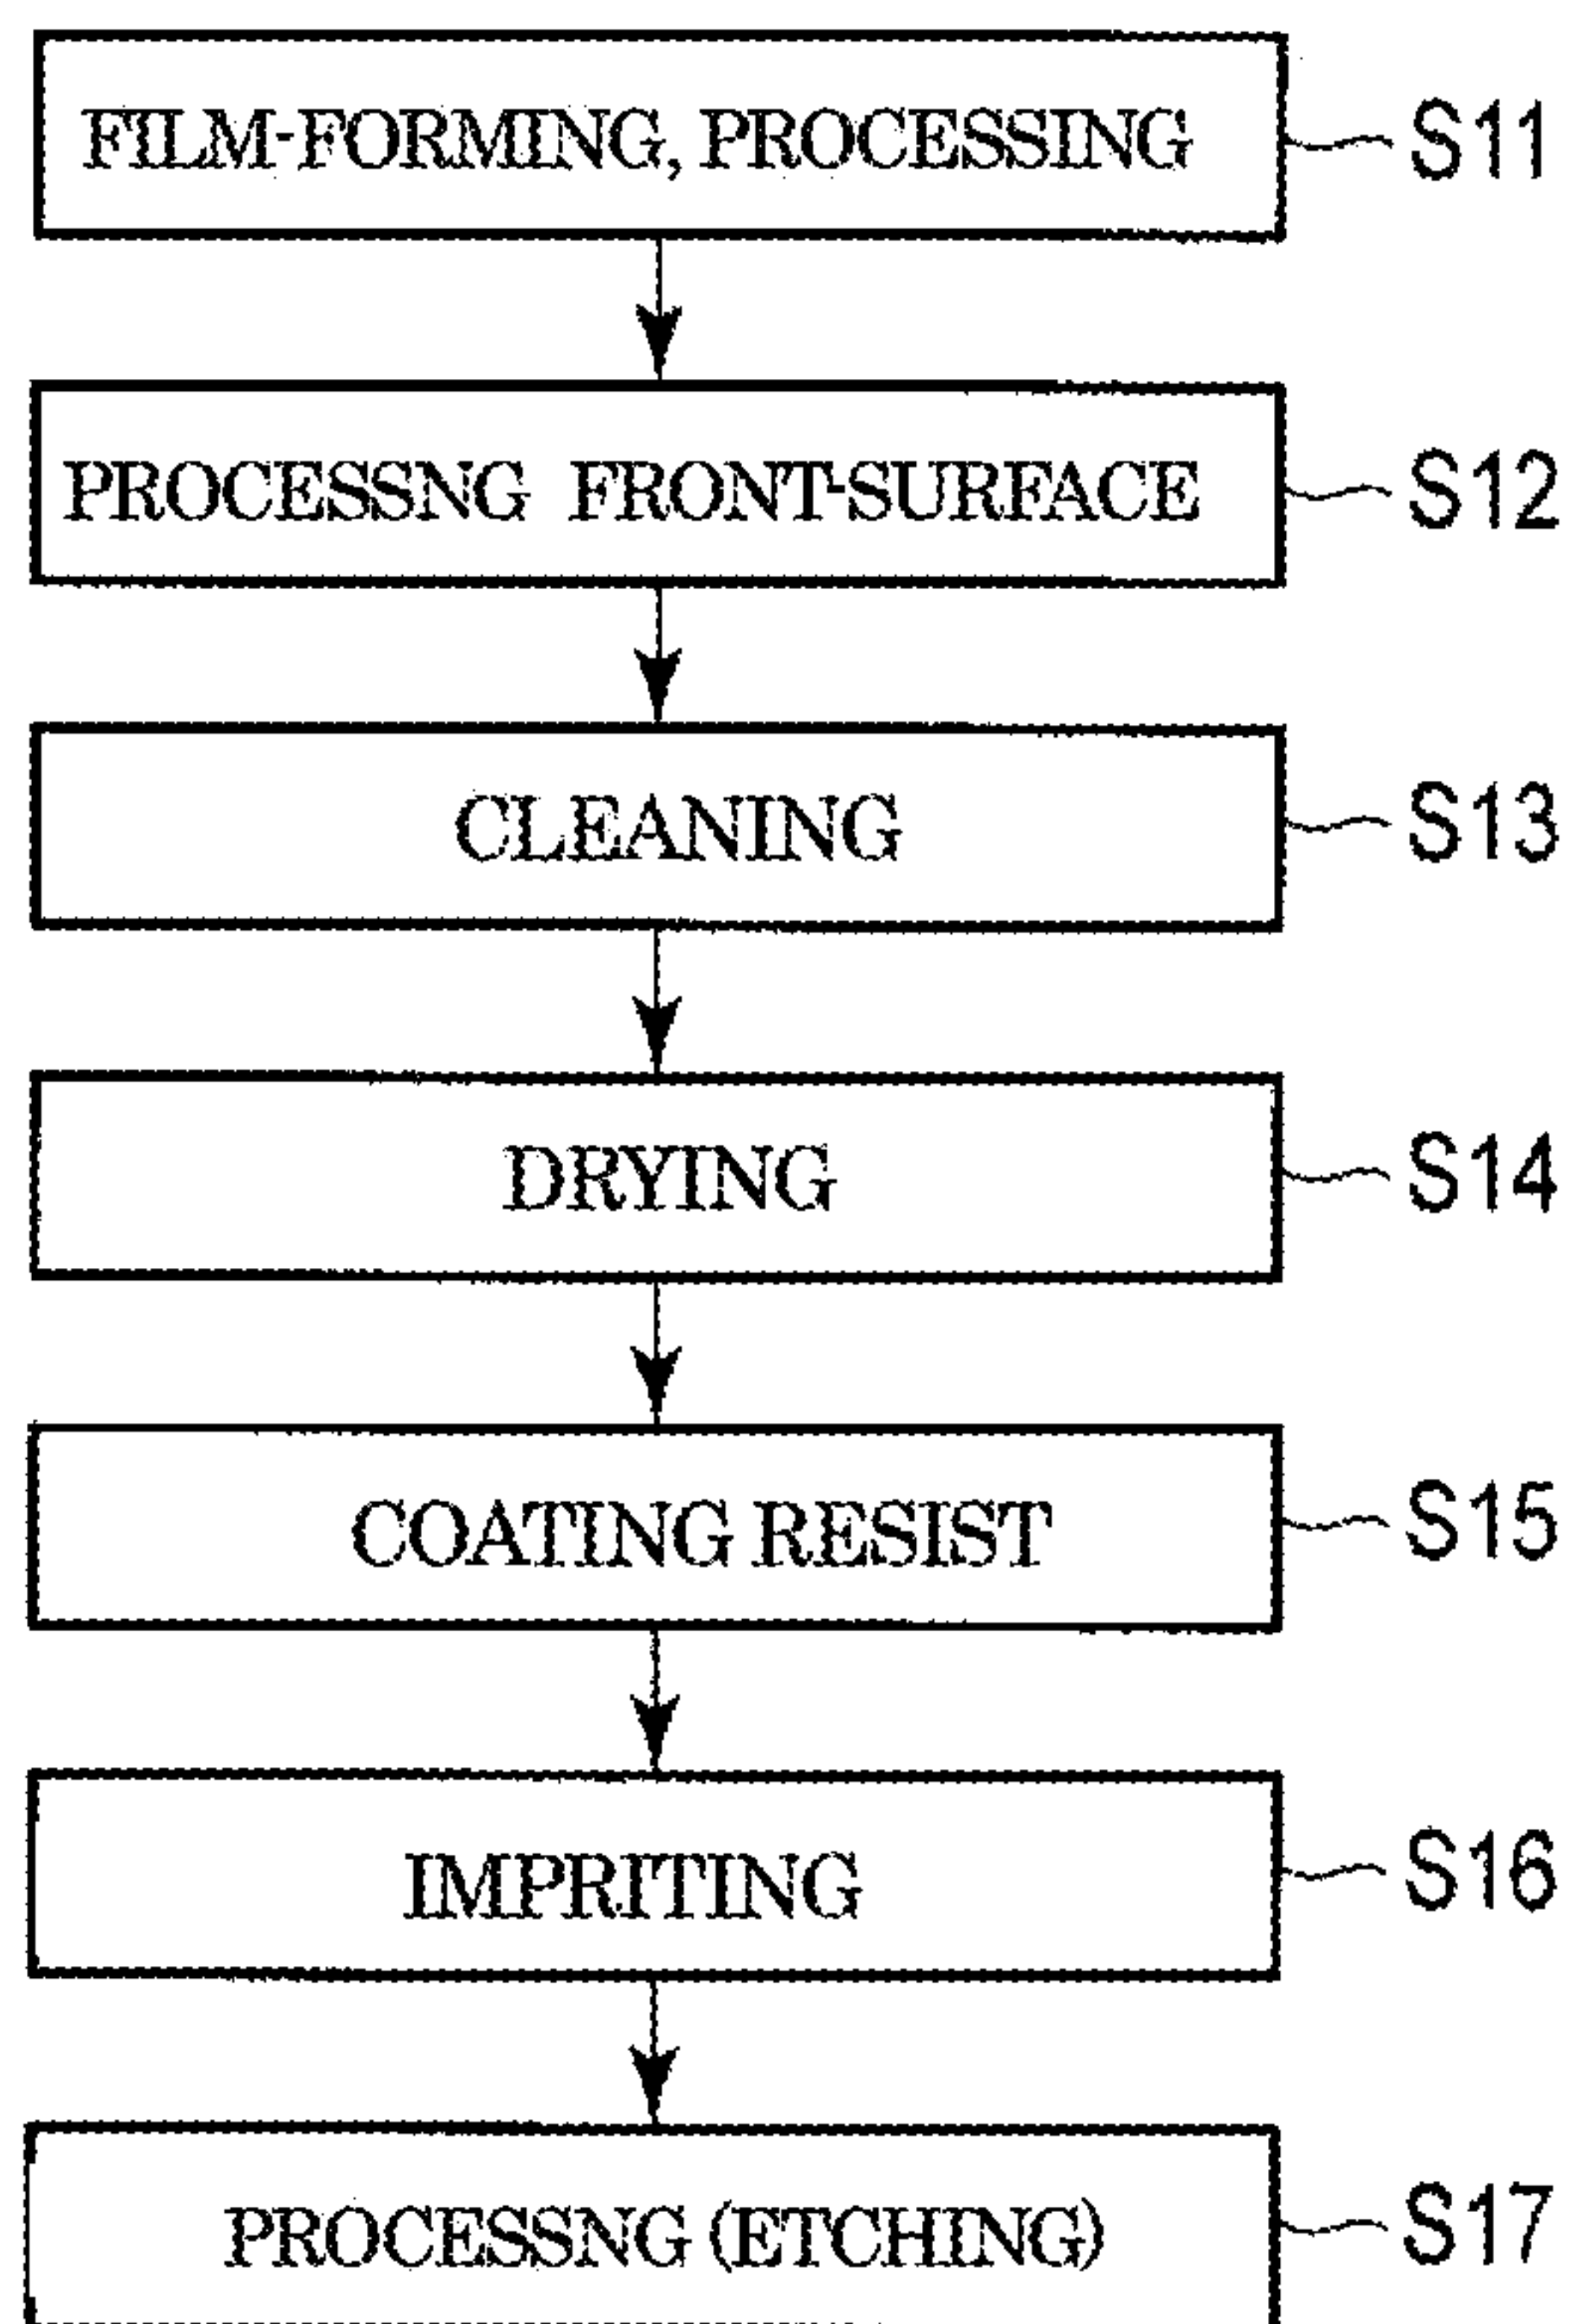 FILM-FORMING, PROCESSING S11
PROCESSNG FRONT-SURFACE S12
CLEANING S13
DRYING S14
COATING RESIST S15
IMPRITING S16
PROCESSNG (ETCHING) S17